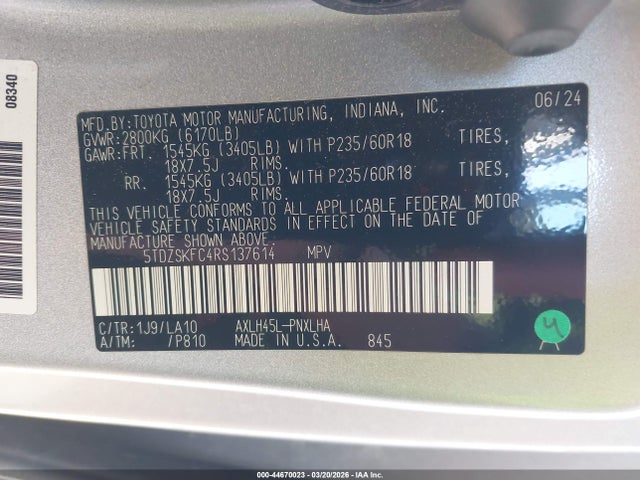 08340
MFD.BY:TOYOTA MOTOR MANUFACTURING, INDIANA, INC. 06/24
GVWR:2800KG (6170LB)
GAWR:FRT. 1545KG (3405LB) WITH P235/60R18 TIRES,
18X7.5J RIMS,
RR. 1545KG (3405LB) WITH P235/60R18 TIRES,
18X7.5J RIMS.
THIS VEHICLE CONFORMS TO ALL APPLICABLE FEDERAL MOTOR
VEHICLE SAFETY STANDARDS IN EFFECT ON THE DATE OF
MANUFACTURE SHOWN ABOVE.
5TDZSKFC4RS137614 MPV
C/TR:1J9/LA10 AXLH45L-PNXLHA
A/TM: /P810 MADE IN U.S.A. 845
4
000-44670023 - 03/20/2026 - IAA Inc.